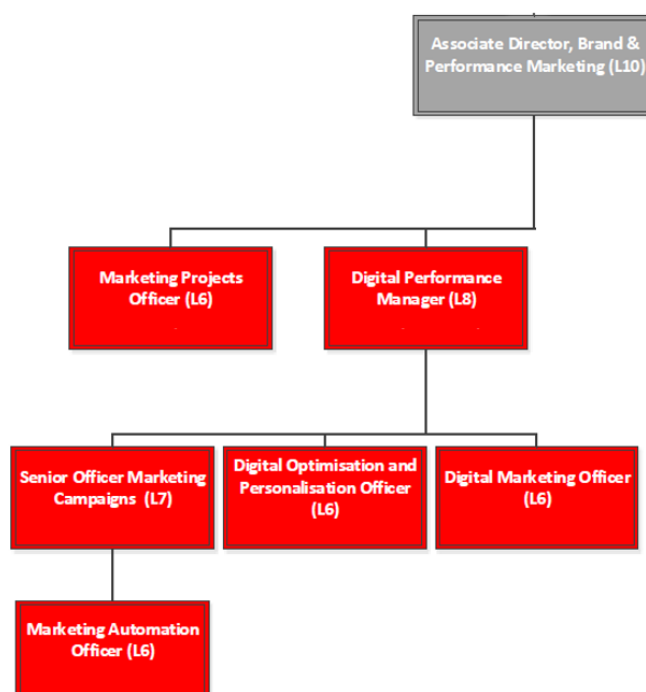 Associate Director, Brand &
Performance Marketing (L10)
Marketing Projects
Officer (L6)
Digital Performance
Manager (L8)
Senior Officer Marketing
Campaigns (L7)
Digital Optimisation and
Personalisation Officer
(L6)
Digital Marketing Officer
(L6)
Marketing Automation
Officer (L6)